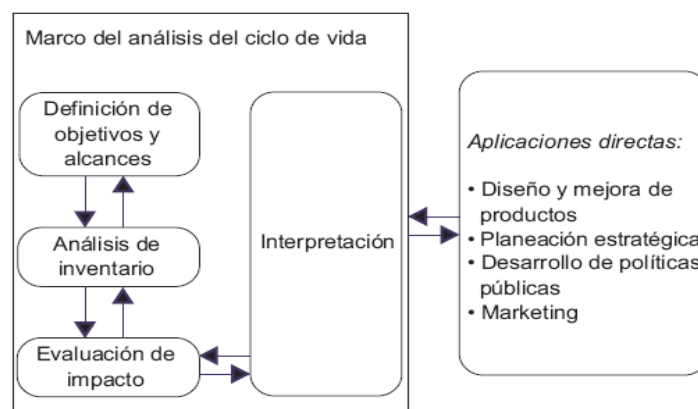 Marco del análisis del ciclo de vida
Definición de
objetivos y
alcances
Análisis de
inventario
Evaluación de
impacto
Interpretación
Aplicaciones directas:
• Diseño y mejora de
productos
• Planeación estratégica
• Desarrollo de políticas
públicas
• Marketing